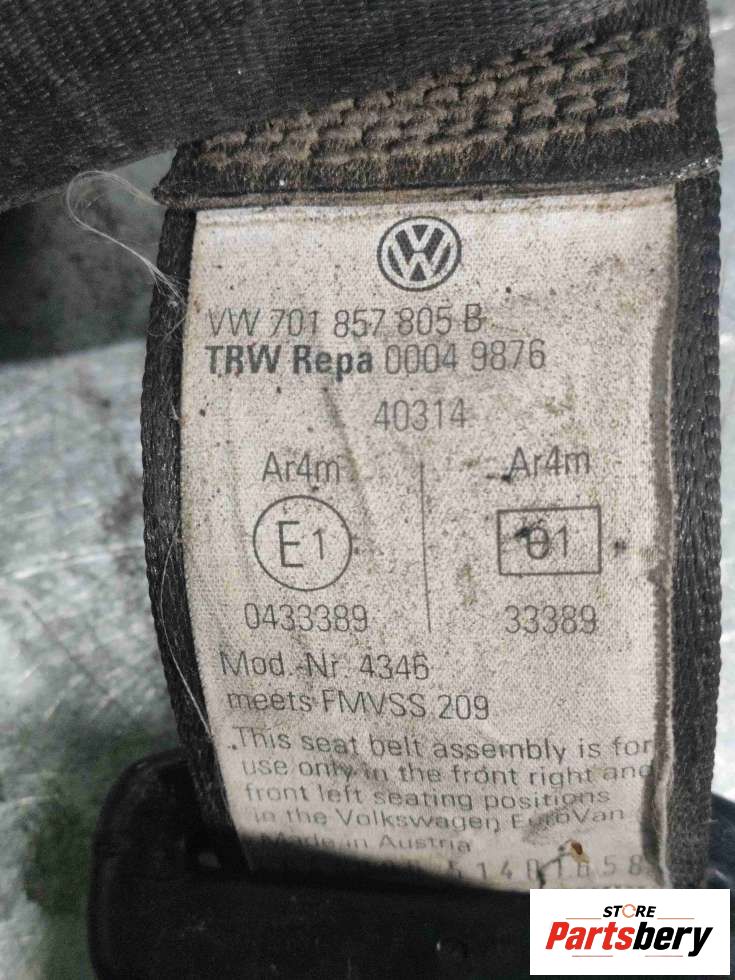 VW 701 857 805 B
TRW Repa 0004 9876
40314
Ar4m Ar4m
E1 01
0433389 33389
Mod.-Nr. 4346
meets FMVSS 209
This seat belt assembly is for
use only in the front right and
front left seating positions
in the Volkswagen EuroVan
Made in Austria
STORE
Partsbery